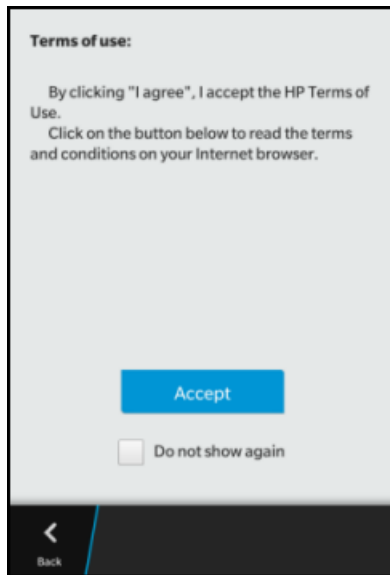 Terms of use:
By clicking "I agree", I accept the HP Terms of
Use.
Click on the button below to read the terms
and conditions on your Internet browser.
Accept
Do not show again
Back